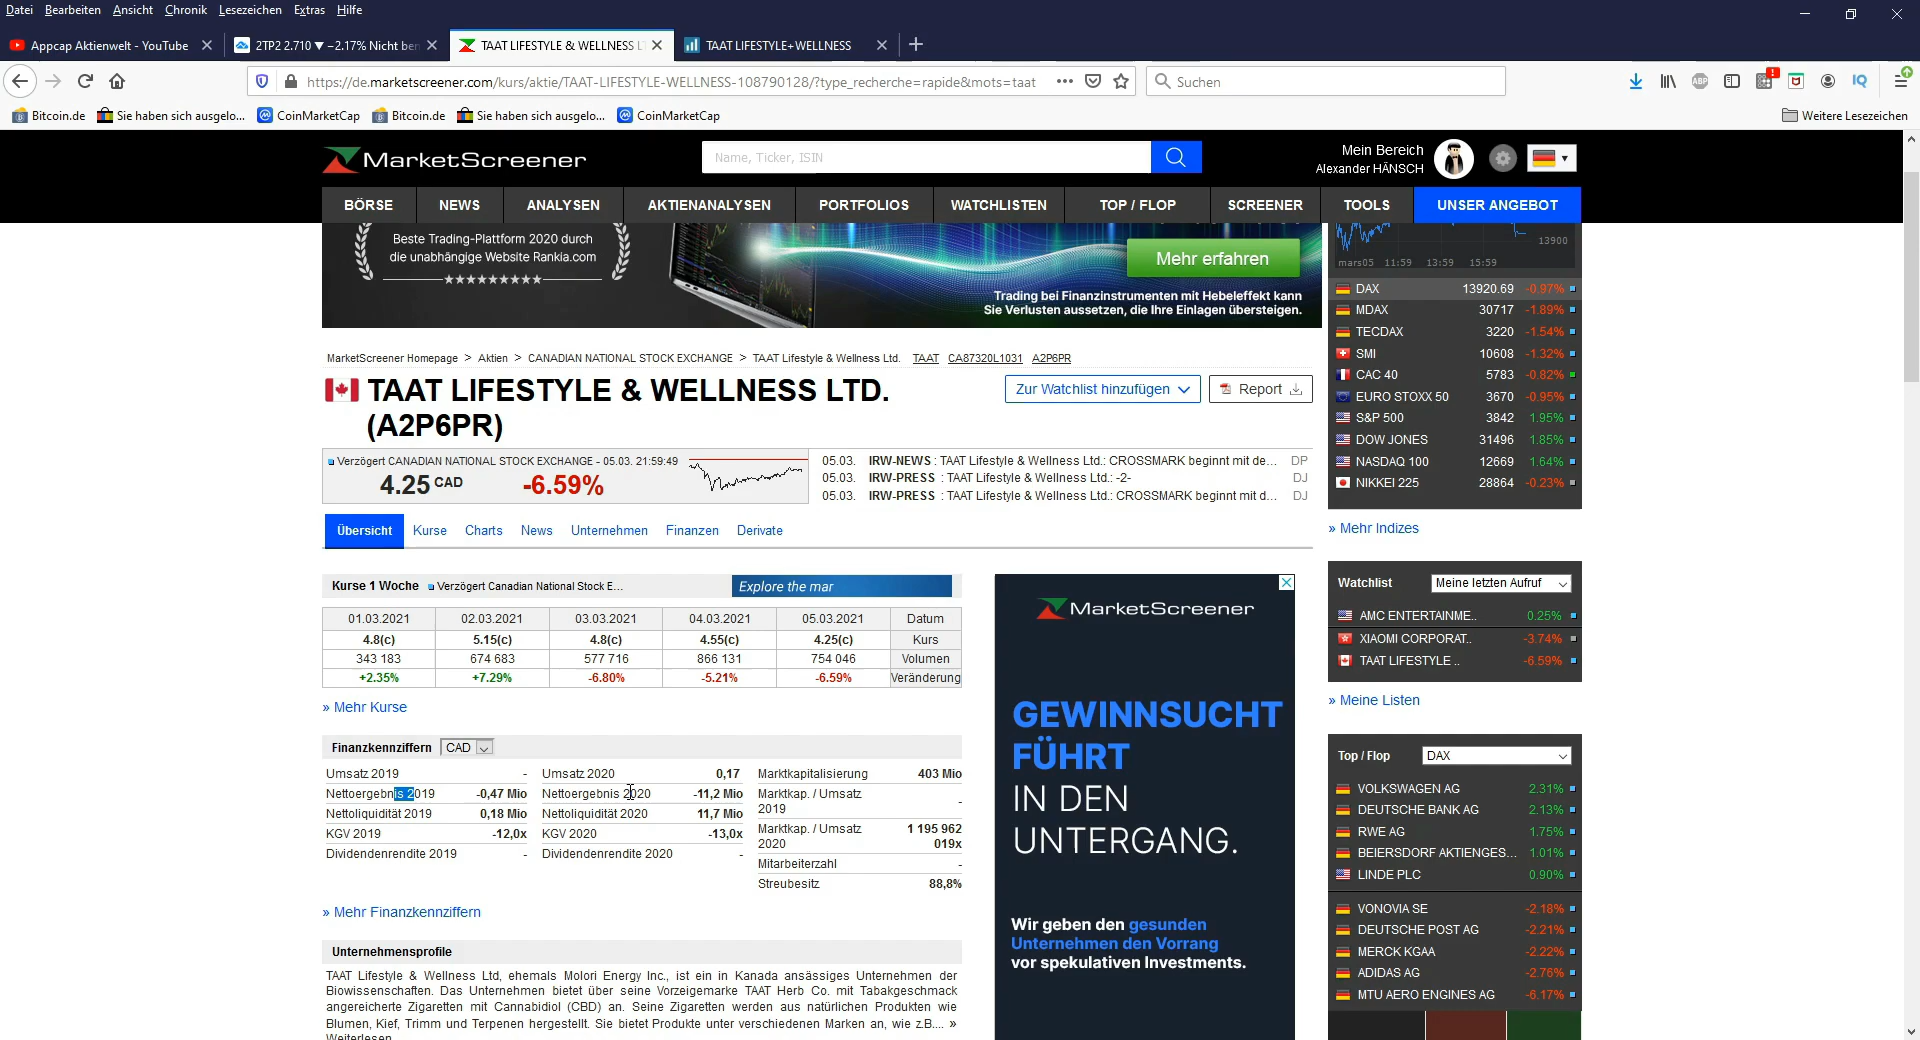 Datei Bearbeiten Ansicht Chronik Lesezeichen Extras Hilfe
Appcap Aktienwelt - YouTube
2TP2 2.710 ▼ −2.17% Nicht ben
TAAT LIFESTYLE & WELLNESS L
TAAT LIFESTYLE+WELLNESS
https://de.marketscreener.com/kurs/aktie/TAAT-LIFESTYLE-WELLNESS-108790128/?type_recherche=rapide&mots=taat
Suchen
ABP
IQ
Bitcoin.de Sie haben sich ausgelo... CoinMarketCap Bitcoin.de Sie haben sich ausgelo... CoinMarketCap Weitere Lesezeichen
MarketScreener
Name, Ticker, ISIN
Mein Bereich
Alexander HÄNSCH
BÖRSE NEWS ANALYSEN AKTIENANALYSEN PORTFOLIOS WATCHLISTEN TOP / FLOP SCREENER TOOLS UNSER ANGEBOT
Beste Trading-Plattform 2020 durch
die unabhängige Website Rankia.com
Mehr erfahren
Trading bei Finanzinstrumenten mit Hebeleffekt kann
Sie Verlusten aussetzen, die Ihre Einlagen übersteigen.
MarketScreener Homepage > Aktien > CANADIAN NATIONAL STOCK EXCHANGE > TAAT Lifestyle & Wellness Ltd. TAAT CA87320L1031 A2P6PR
TAAT LIFESTYLE & WELLNESS LTD.
(A2P6PR)
Zur Watchlist hinzufügen
Report
Verzögert CANADIAN NATIONAL STOCK EXCHANGE - 05.03. 21:59:49
4.25 CAD -6.59%
05.03. IRW-NEWS : TAAT Lifestyle & Wellness Ltd.: CROSSMARK beginnt mit de... DP
05.03. IRW-PRESS : TAAT Lifestyle & Wellness Ltd.: -2- DJ
05.03. IRW-PRESS : TAAT Lifestyle & Wellness Ltd.: CROSSMARK beginnt mit d... DJ
Übersicht Kurse Charts News Unternehmen Finanzen Derivate
Kurse 1 Woche Verzögert Canadian National Stock E...
Explore the mar
01.03.2021 02.03.2021 03.03.2021 04.03.2021 05.03.2021 Datum
4.8(c) 5.15(c) 4.8(c) 4.55(c) 4.25(c) Kurs
343 183 674 683 577 716 866 131 754 046 Volumen
+2.35% +7.29% -6.80% -5.21% -6.59% Veränderung
» Mehr Kurse
Finanzkennziffern CAD
Umsatz 2019 -
Nettoergebnis 2019 -0,47 Mio
Nettoliquidität 2019 0,18 Mio
KGV 2019 -12,0x
Dividendenrendite 2019 -
Umsatz 2020 0,17
Nettoergebnis 2020 -11,2 Mio
Nettoliquidität 2020 11,7 Mio
KGV 2020 -13,0x
Dividendenrendite 2020 -
Marktkapitalisierung 403 Mio
Marktkap. / Umsatz
2019 -
Marktkap. / Umsatz 1 195 962
2020 019x
Mitarbeiterzahl -
Streubesitz 88,8%
» Mehr Finanzkennziffern
Unternehmensprofile
TAAT Lifestyle & Wellness Ltd, ehemals Molori Energy Inc., ist ein in Kanada ansässiges Unternehmen der
Biowissenschaften. Das Unternehmen bietet über seine Vorzeigemarke TAAT Herb Co. mit Tabakgeschmack
angereicherte Zigaretten mit Cannabidiol (CBD) an. Seine Zigaretten werden aus natürlichen Produkten wie
Blumen, Kief, Trimm und Terpenen hergestellt. Sie bietet Produkte unter verschiedenen Marken an, wie z.B.... »
Weiterlesen
MarketScreener
GEWINNSUCHT
FÜHRT
IN DEN
UNTERGANG.
Wir geben den gesunden
Unternehmen den Vorrang
vor spekulativen Investments.
13900
mars05 11:59 13:59 15:59
DAX 13920.69 -0.97%
MDAX 30717 -1.89%
TECDAX 3220 -1.54%
SMI 10608 -1.32%
CAC 40 5783 -0.82%
EURO STOXX 50 3670 -0.95%
S&P 500 3842 1.95%
DOW JONES 31496 1.85%
NASDAQ 100 12669 1.64%
NIKKEI 225 28864 -0.23%
» Mehr Indizes
Watchlist Meine letzten Aufruf
AMC ENTERTAINME.. 0.25%
XIAOMI CORPORAT.. -3.74%
TAAT LIFESTYLE .. -6.59%
» Meine Listen
Top / Flop DAX
VOLKSWAGEN AG 2.31%
DEUTSCHE BANK AG 2.13%
RWE AG 1.75%
BEIERSDORF AKTIENGES... 1.01%
LINDE PLC 0.90%
VONOVIA SE -2.18%
DEUTSCHE POST AG -2.21%
MERCK KGAA -2.22%
ADIDAS AG -2.76%
MTU AERO ENGINES AG -6.17%